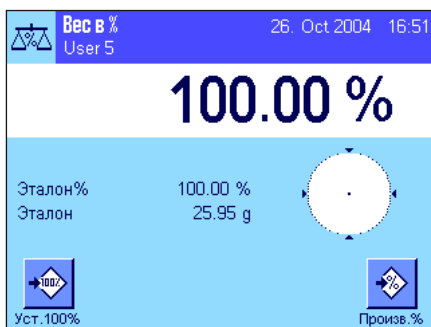 Вес в % 26. Oct 2004 16:51
User 5
100.00 %
Эталон% 100.00 %
Эталон 25.95 g
100% %
Уст.100% Произв.%